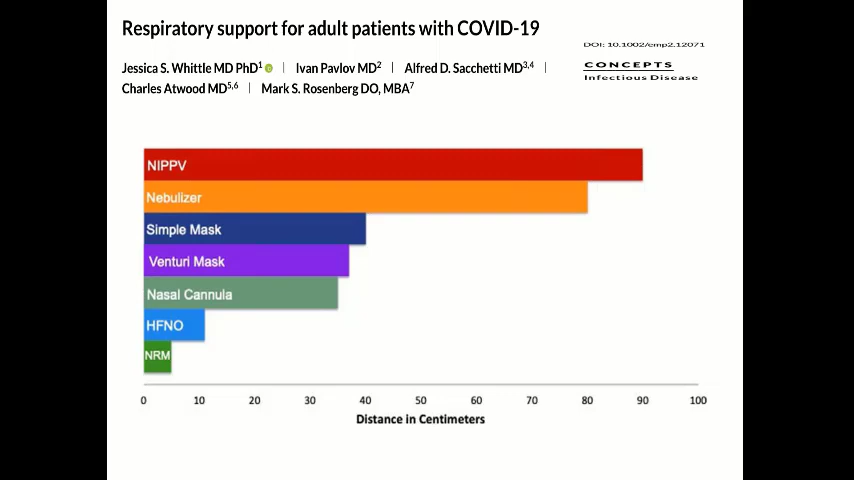 Respiratory support for adult patients with COVID-19
DOI: 10.1002/emp2.12071
Jessica S. Whittle MD PhD1 | Ivan Pavlov MD2 | Alfred D. Sacchetti MD3,4 |
CONCEPTS
Charles Atwood MD5,6 | Mark S. Rosenberg DO, MBA7
Infectious Disease
NIPPV
Nebulizer
Simple Mask
Venturi Mask
Nasal Cannula
HFNO
NRM
0 10 20 30 40 50 60 70 80 90 100
Distance in Centimeters